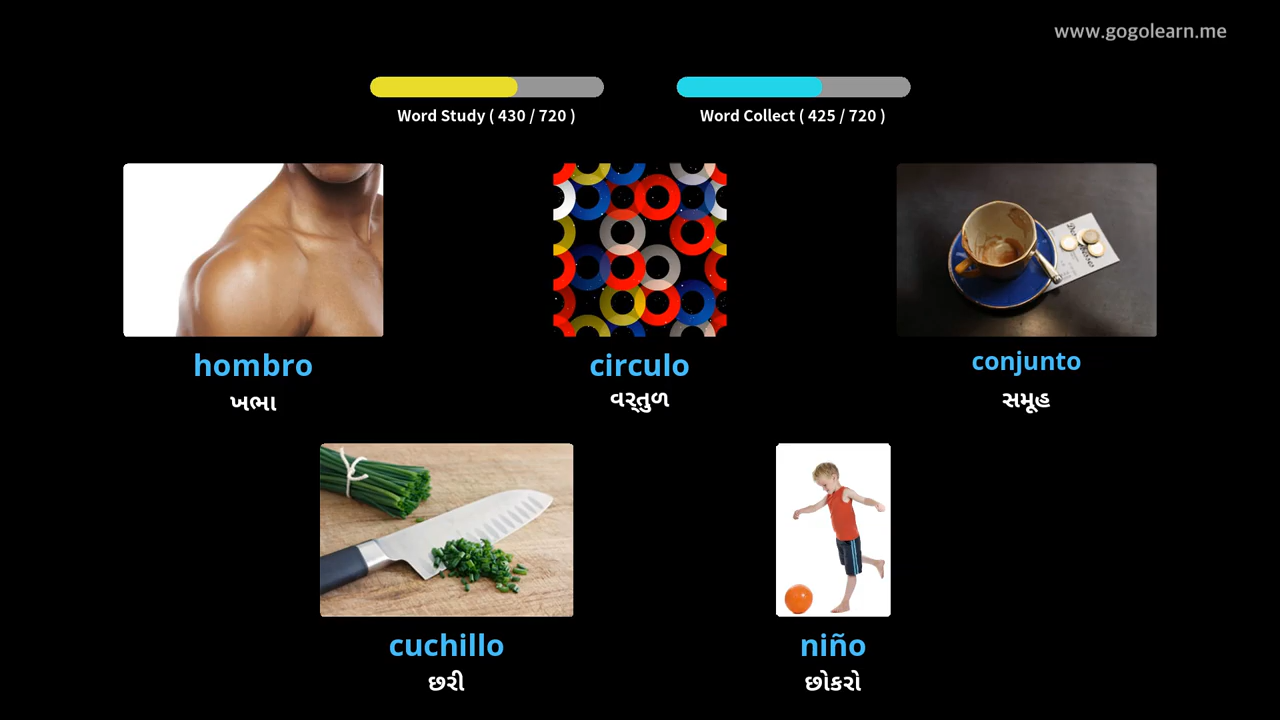 www.gogolearn.me
Word Study ( 430 / 720 )
Word Collect ( 425 / 720 )
hombro
ખભા
circulo
વર્તુળ
conjunto
સમૂહ
cuchillo
છરી
niño
છોકરો